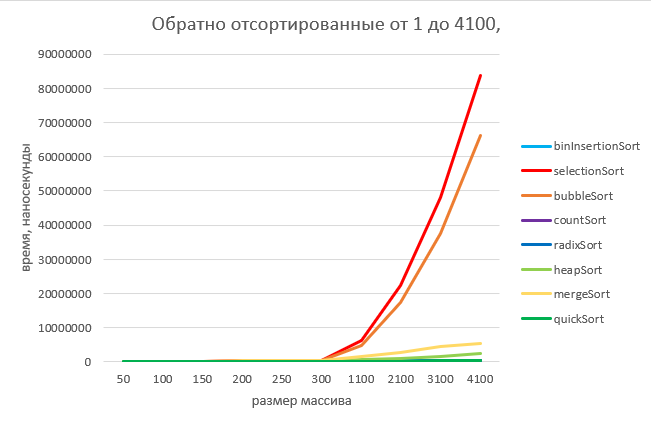 Обратно отсортированные от 1 до 4100,
90000000
80000000
70000000
60000000
50000000
40000000
30000000
20000000
10000000
0
время, наносекунды
50 100 150 200 250 300 1100 2100 3100 4100
размер массива
binInsertionSort
selectionSort
bubbleSort
countSort
radixSort
heapSort
mergeSort
quickSort